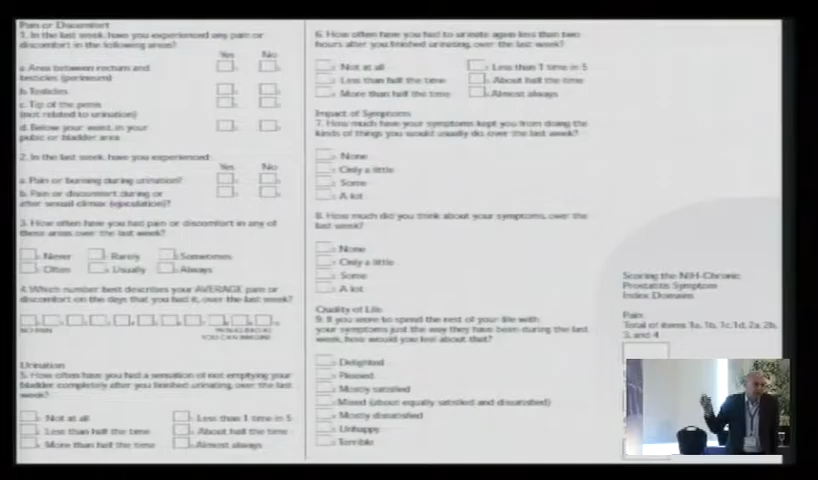 Pain or Discomfort
1. In the last week, have you experienced any pain or
discomfort in the following areas?
Yes No
a. Area between rectum and
testicles (perineum)
b. Testicles
c. Tip of the penis
(not related to urination)
d. Below your waist, in your
pubic or bladder area
2. In the last week, have you experienced:
Yes No
a. Pain or burning during urination?
b. Pain or discomfort during or
after sexual climax (ejaculation)?
3. How often have you had pain or discomfort in any of
these areas over the last week?
Never Rarely Sometimes
Often Usually Always
4. Which number best describes your AVERAGE pain or
discomfort on the days that you had it, over the last week?
NO PAIN PAIN AS BAD AS
YOU CAN IMAGINE
Urination
5. How often have you had a sensation of not emptying your
bladder completely after you finished urinating, over the last
week?
Not at all Less than 1 time in 5
Less than half the time About half the time
More than half the time Almost always
6. How often have you had to urinate again less than two
hours after you finished urinating, over the last week?
Not at all Less than 1 time in 5
Less than half the time About half the time
More than half the time Almost always
Impact of Symptoms
7. How much have your symptoms kept you from doing the
kinds of things you would usually do, over the last week?
None
Only a little
Some
A lot
8. How much did you think about your symptoms, over the
last week?
None
Only a little
Some
A lot
Quality of Life
9. If you were to spend the rest of your life with
your symptoms just the way they have been during the last
week, how would you feel about that?
Delighted
Pleased
Mostly satisfied
Mixed (about equally satisfied and dissatisfied)
Mostly dissatisfied
Unhappy
Terrible
Scoring the NIH-Chronic
Prostatitis Symptom
Index Domains
Pain:
Total of items 1a, 1b, 1c, 1d, 2a, 2b,
3, and 4